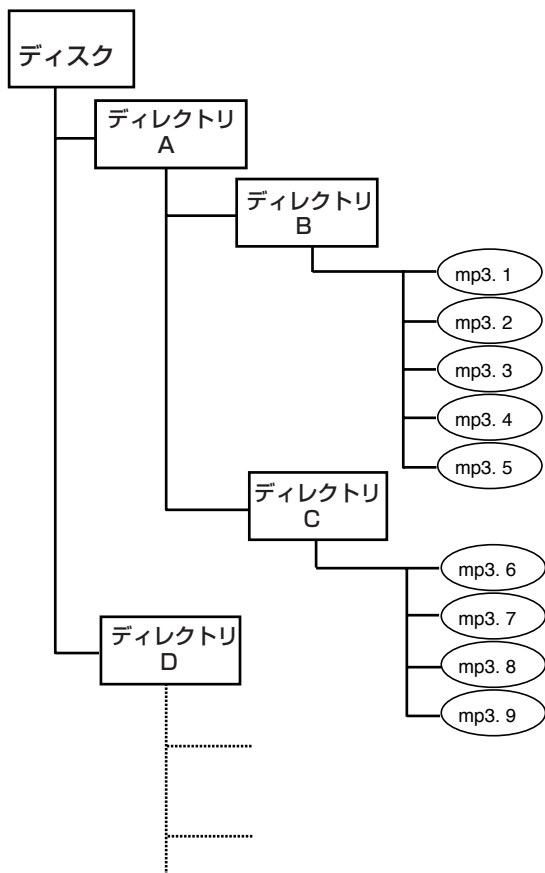 ディスク
ディレクトリ
A
ディレクトリ
B
mp3. 1
mp3. 2
mp3. 3
mp3. 4
mp3. 5
ディレクトリ
C
mp3. 6
mp3. 7
mp3. 8
mp3. 9
ディレクトリ
D